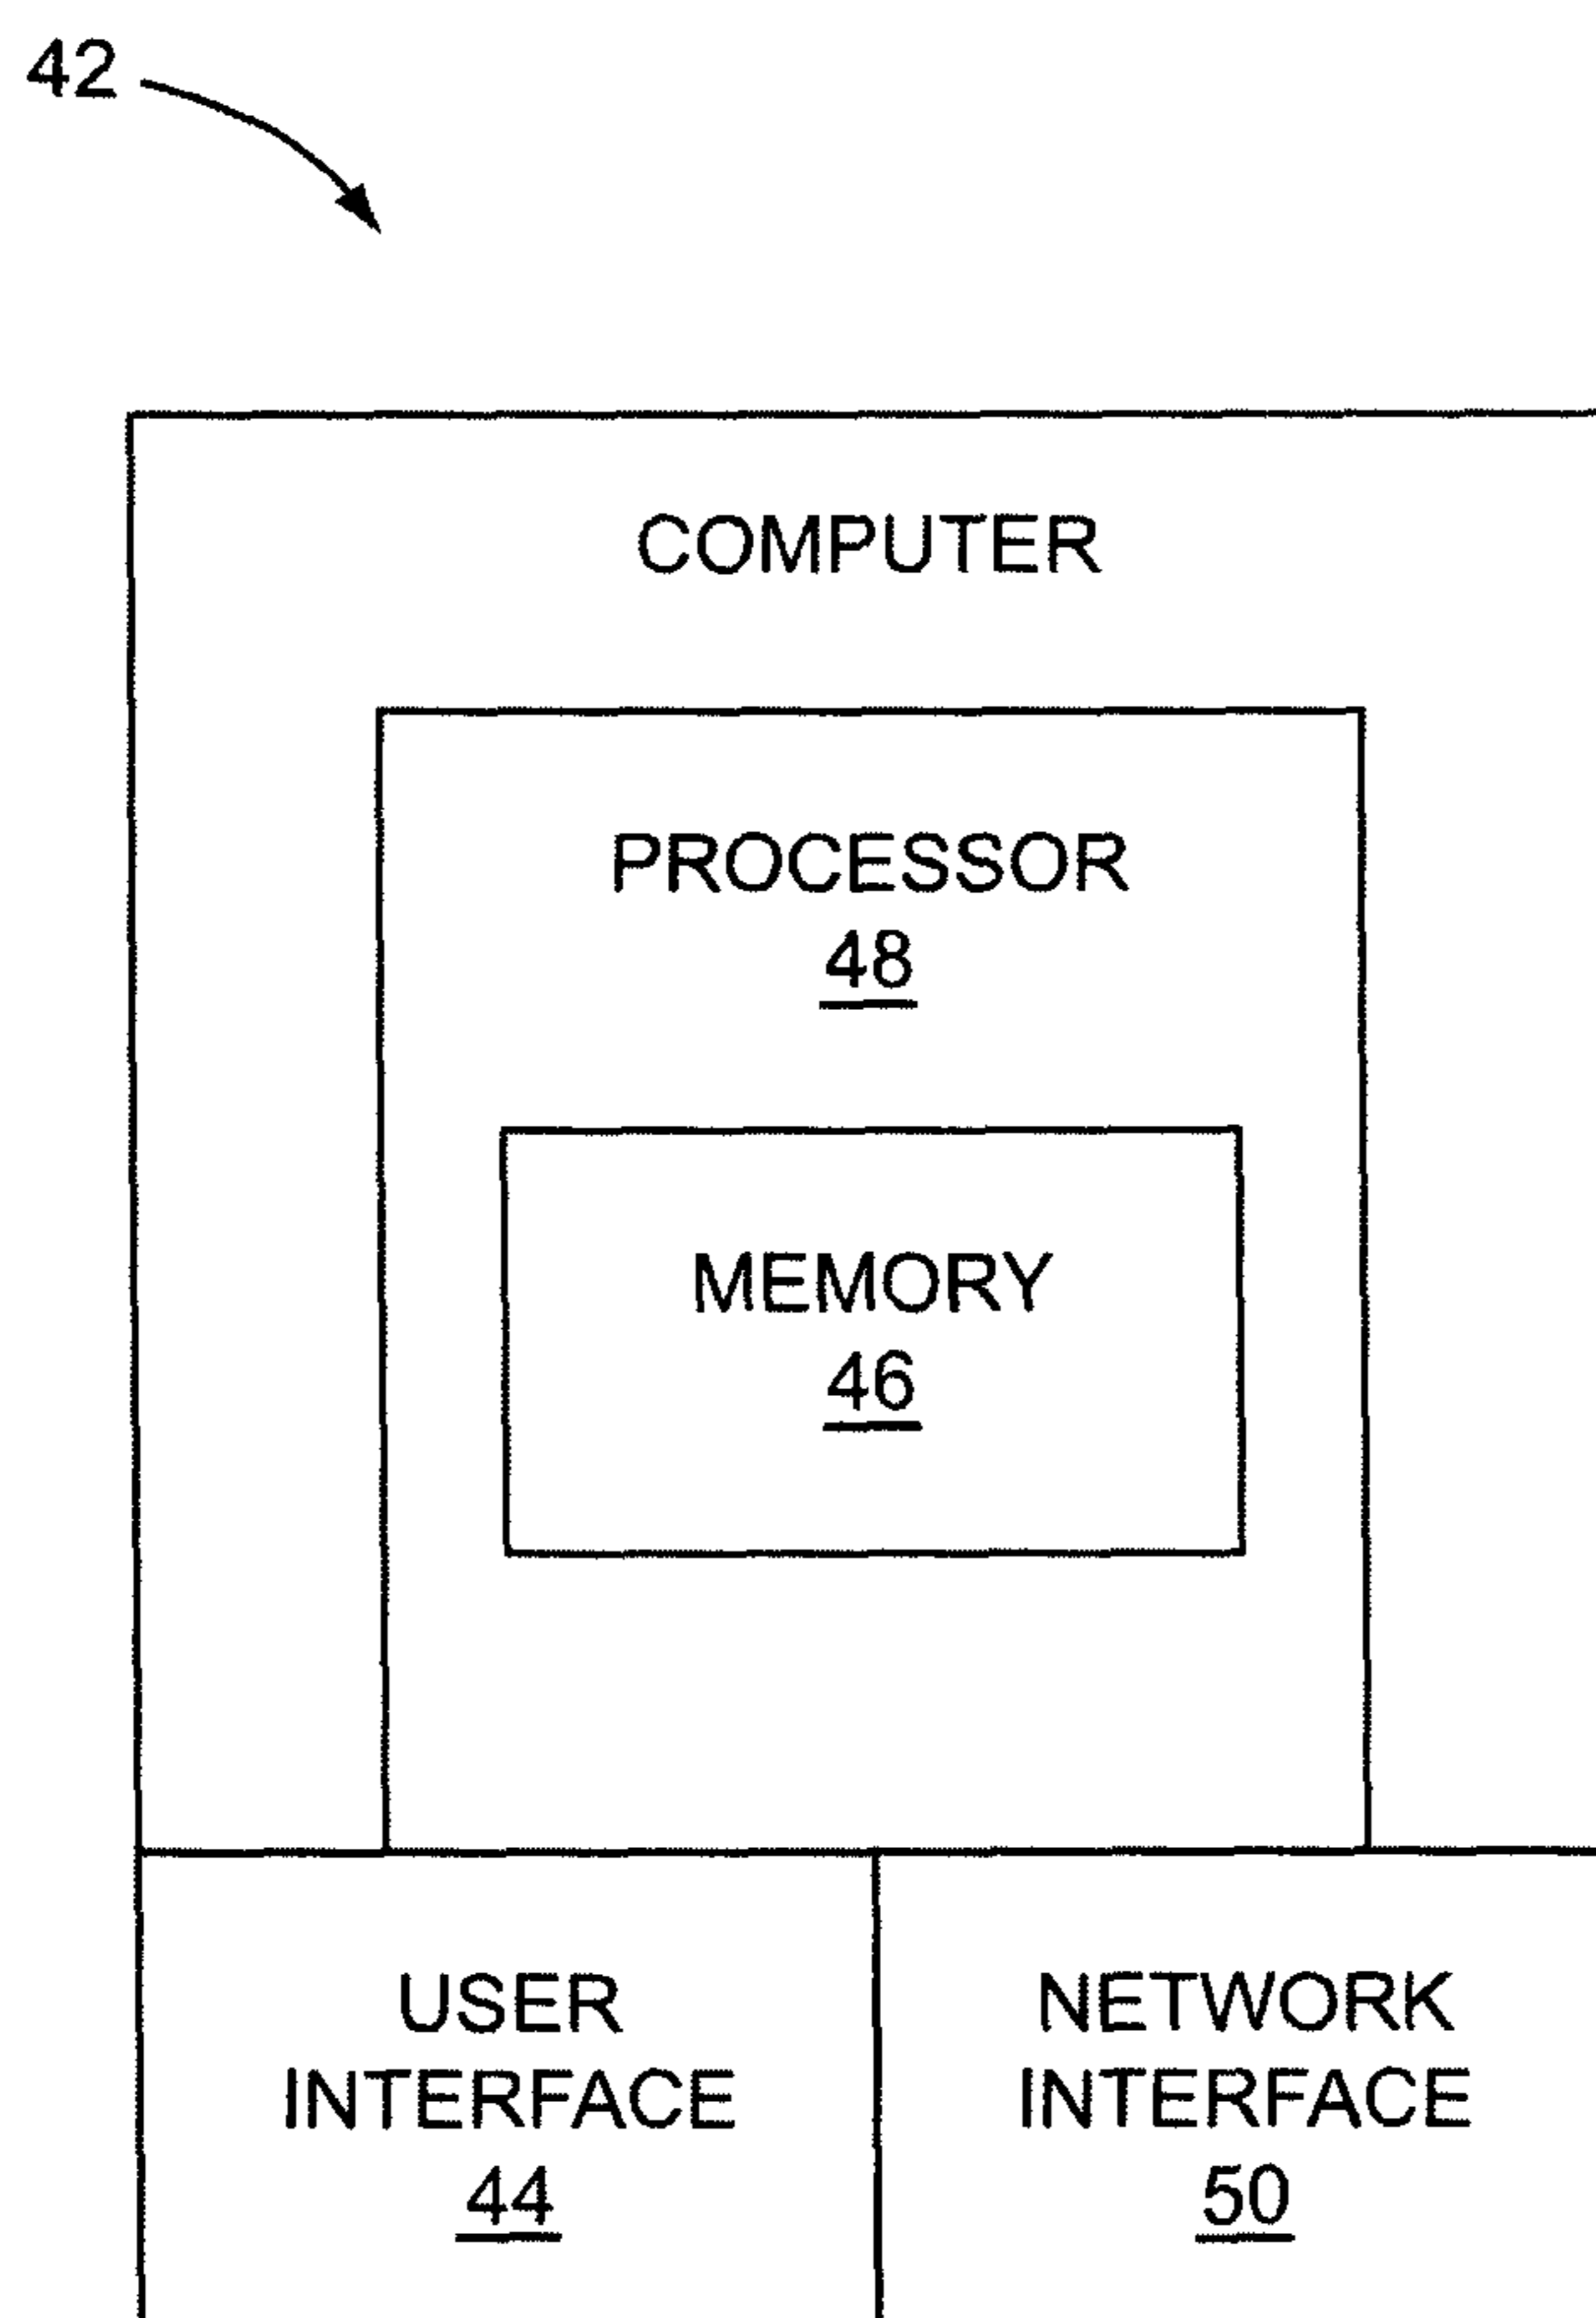 42
COMPUTER
PROCESSOR
48
MEMORY
46
USER
INTERFACE
44
NETWORK
INTERFACE
50